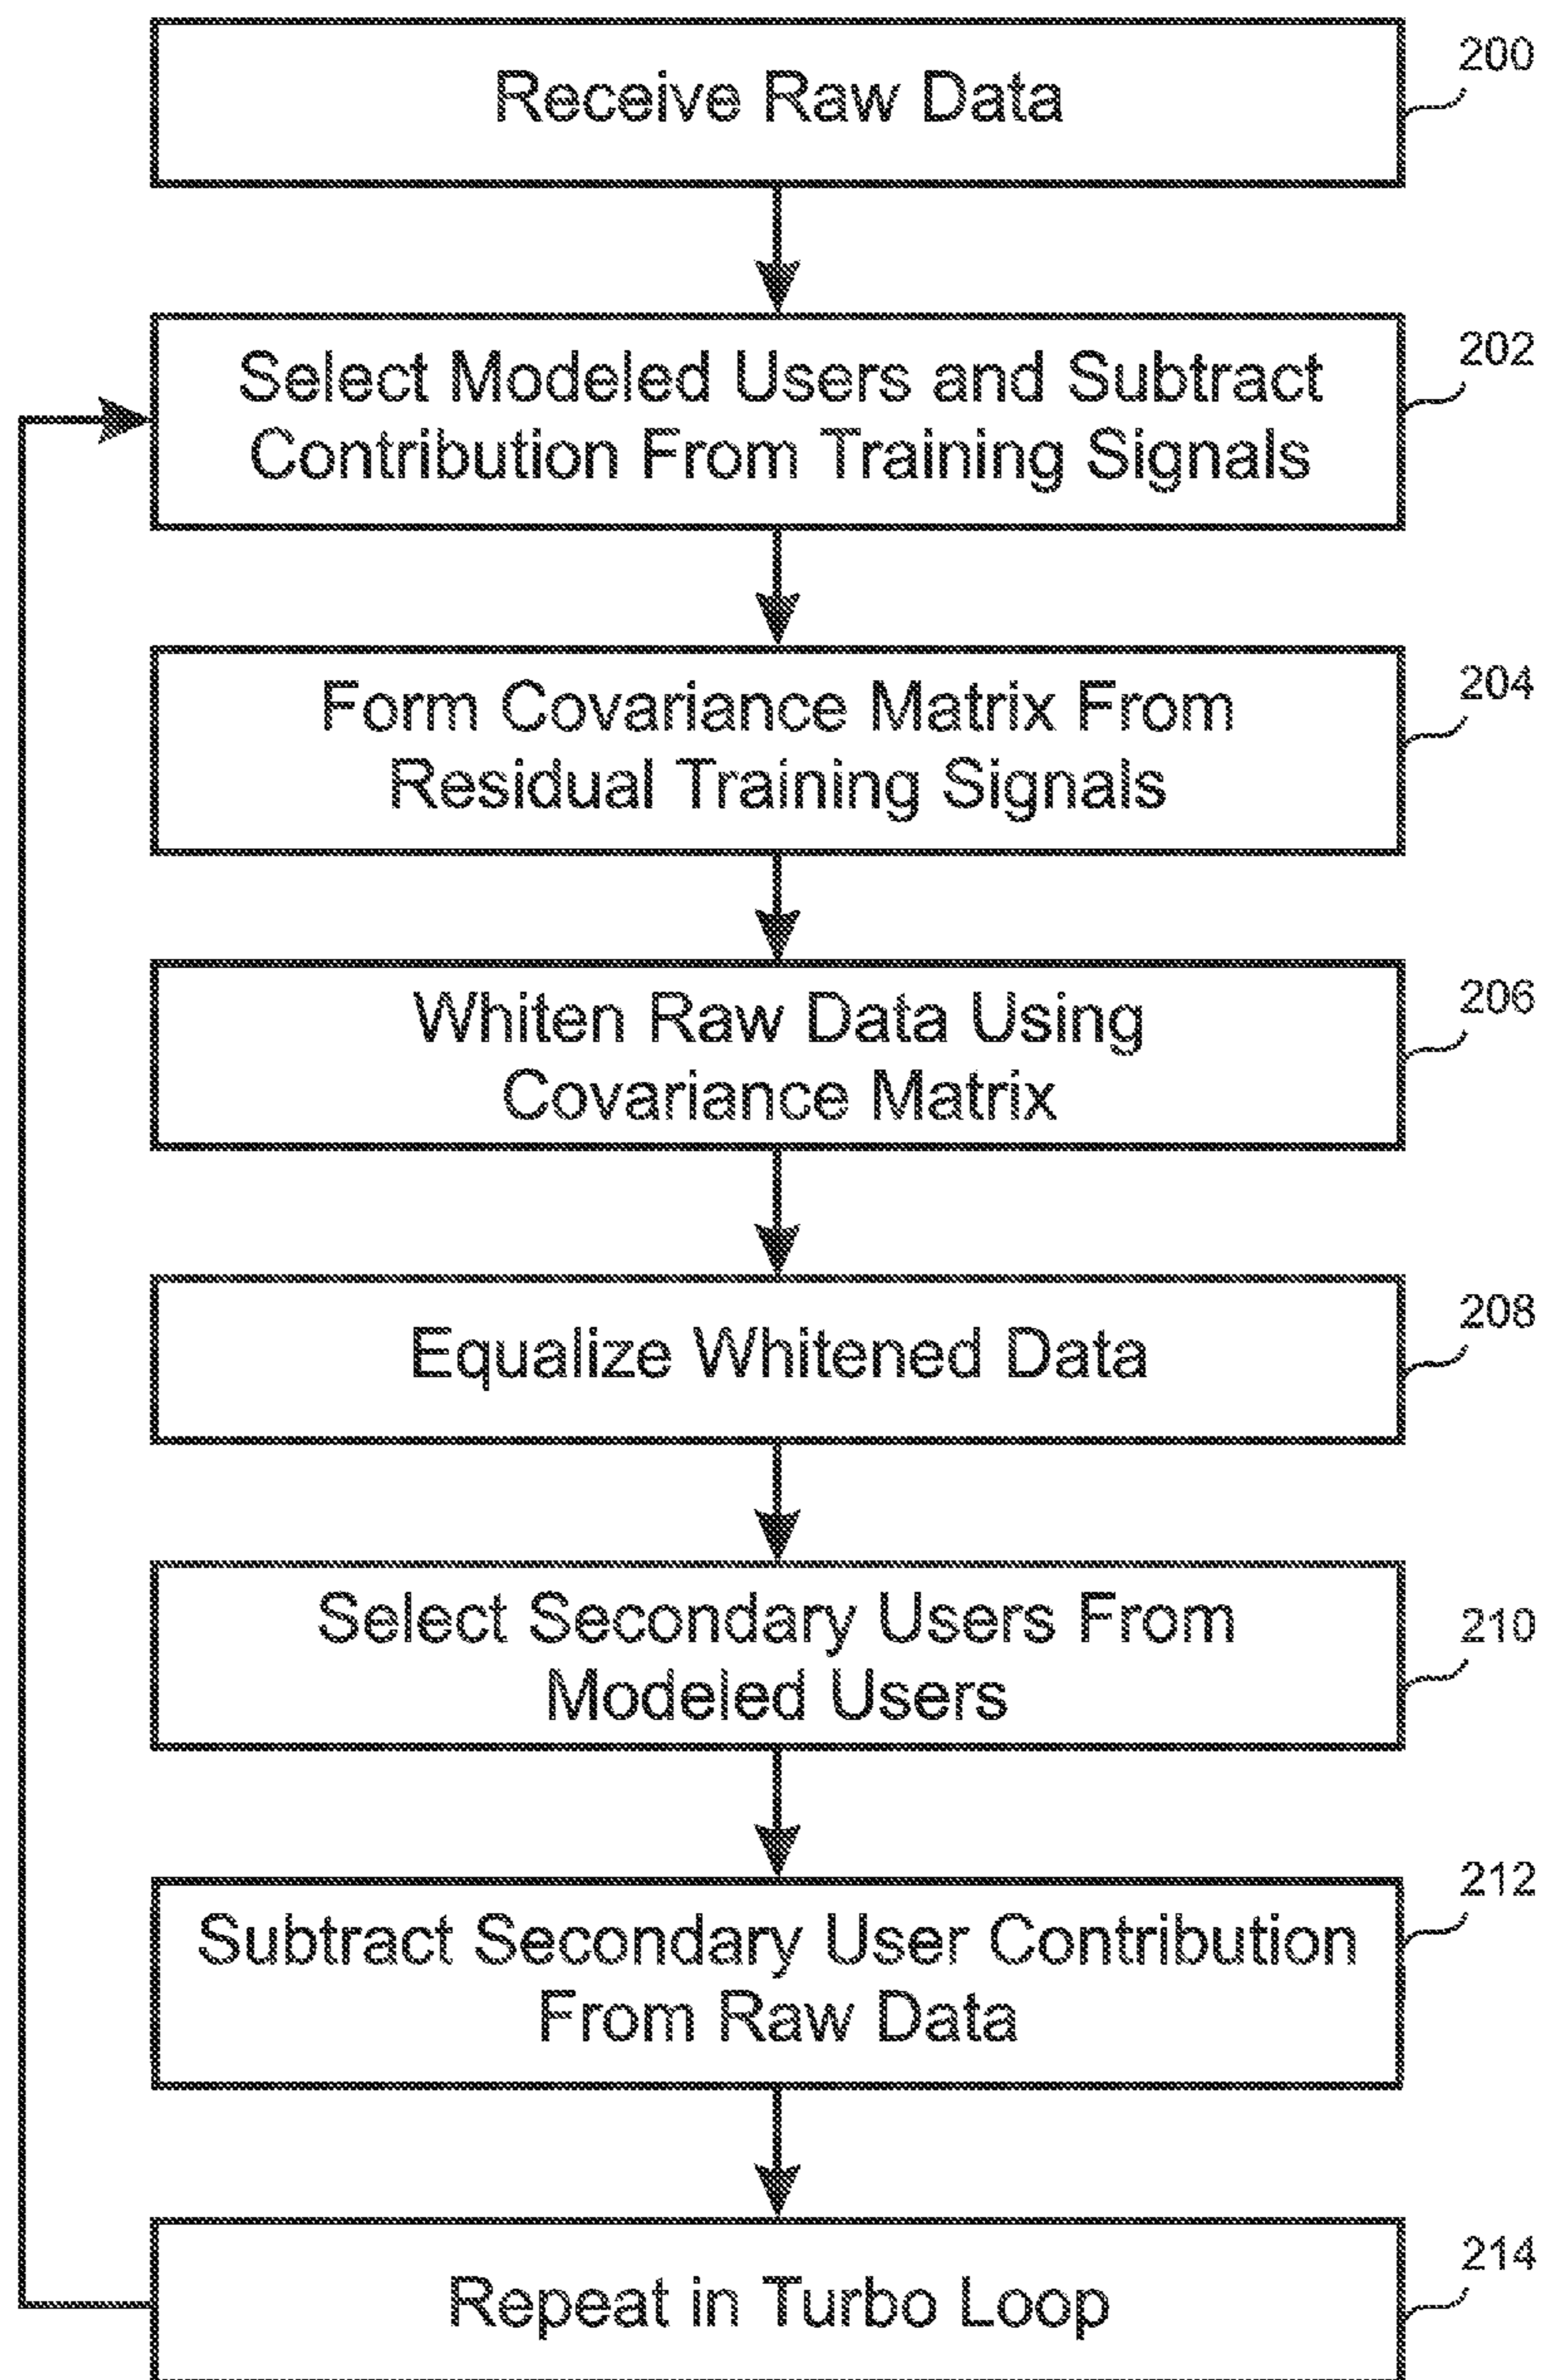 Receive Raw Data
200
Select Modeled Users and Subtract
Contribution From Training Signals
202
Form Covariance Matrix From
Residual Training Signals
204
Whiten Raw Data Using
Covariance Matrix
206
Equalize Whitened Data
208
Select Secondary Users From
Modeled Users
210
Subtract Secondary User Contribution
From Raw Data
212
Repeat in Turbo Loop
214